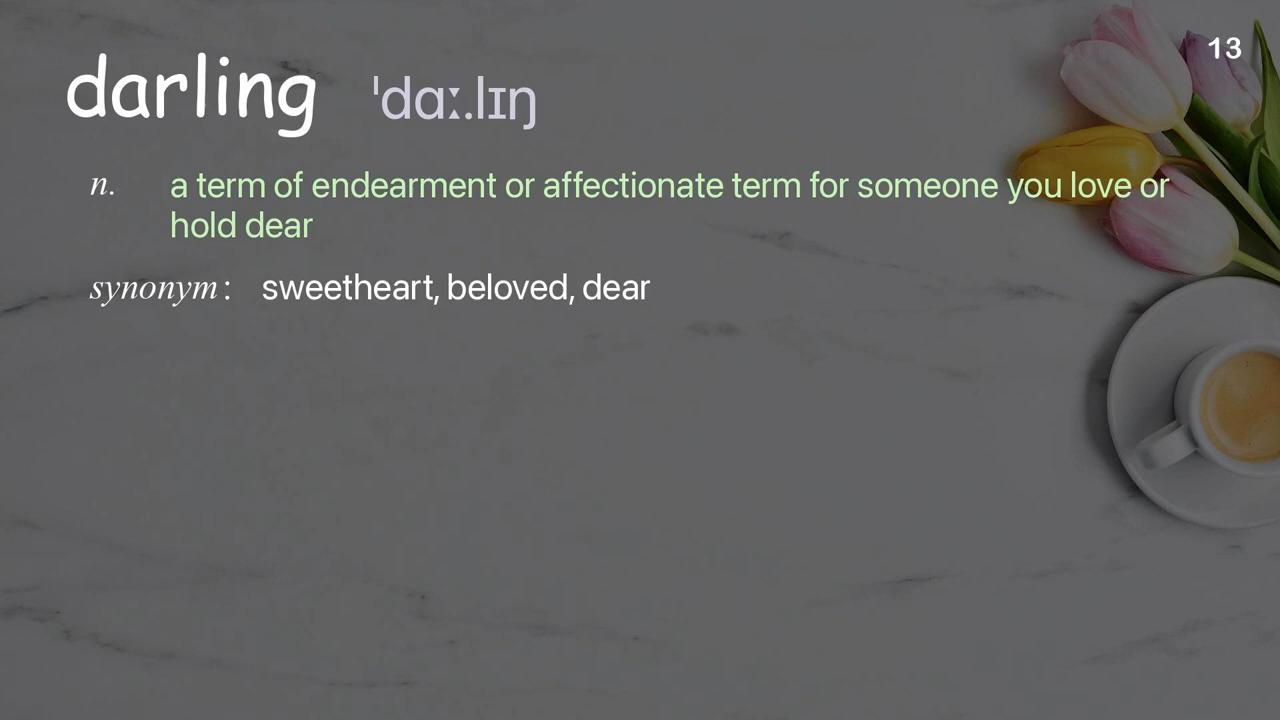 13
darling ˈdɑː.lɪŋ
n. a term of endearment or affectionate term for someone you love or
hold dear
synonym: sweetheart, beloved, dear